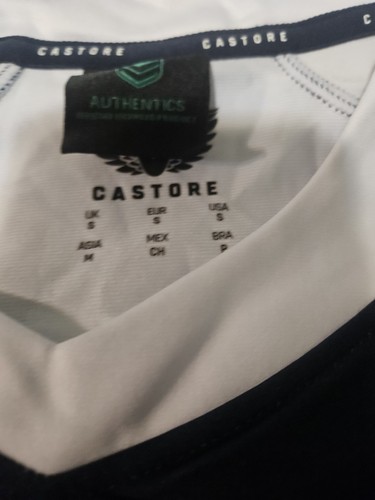 CASTORE CASTORE C
AUTHENTICS
CASTORE
UK EUR USA
S S S
ASIA MEX BRA
M CH P